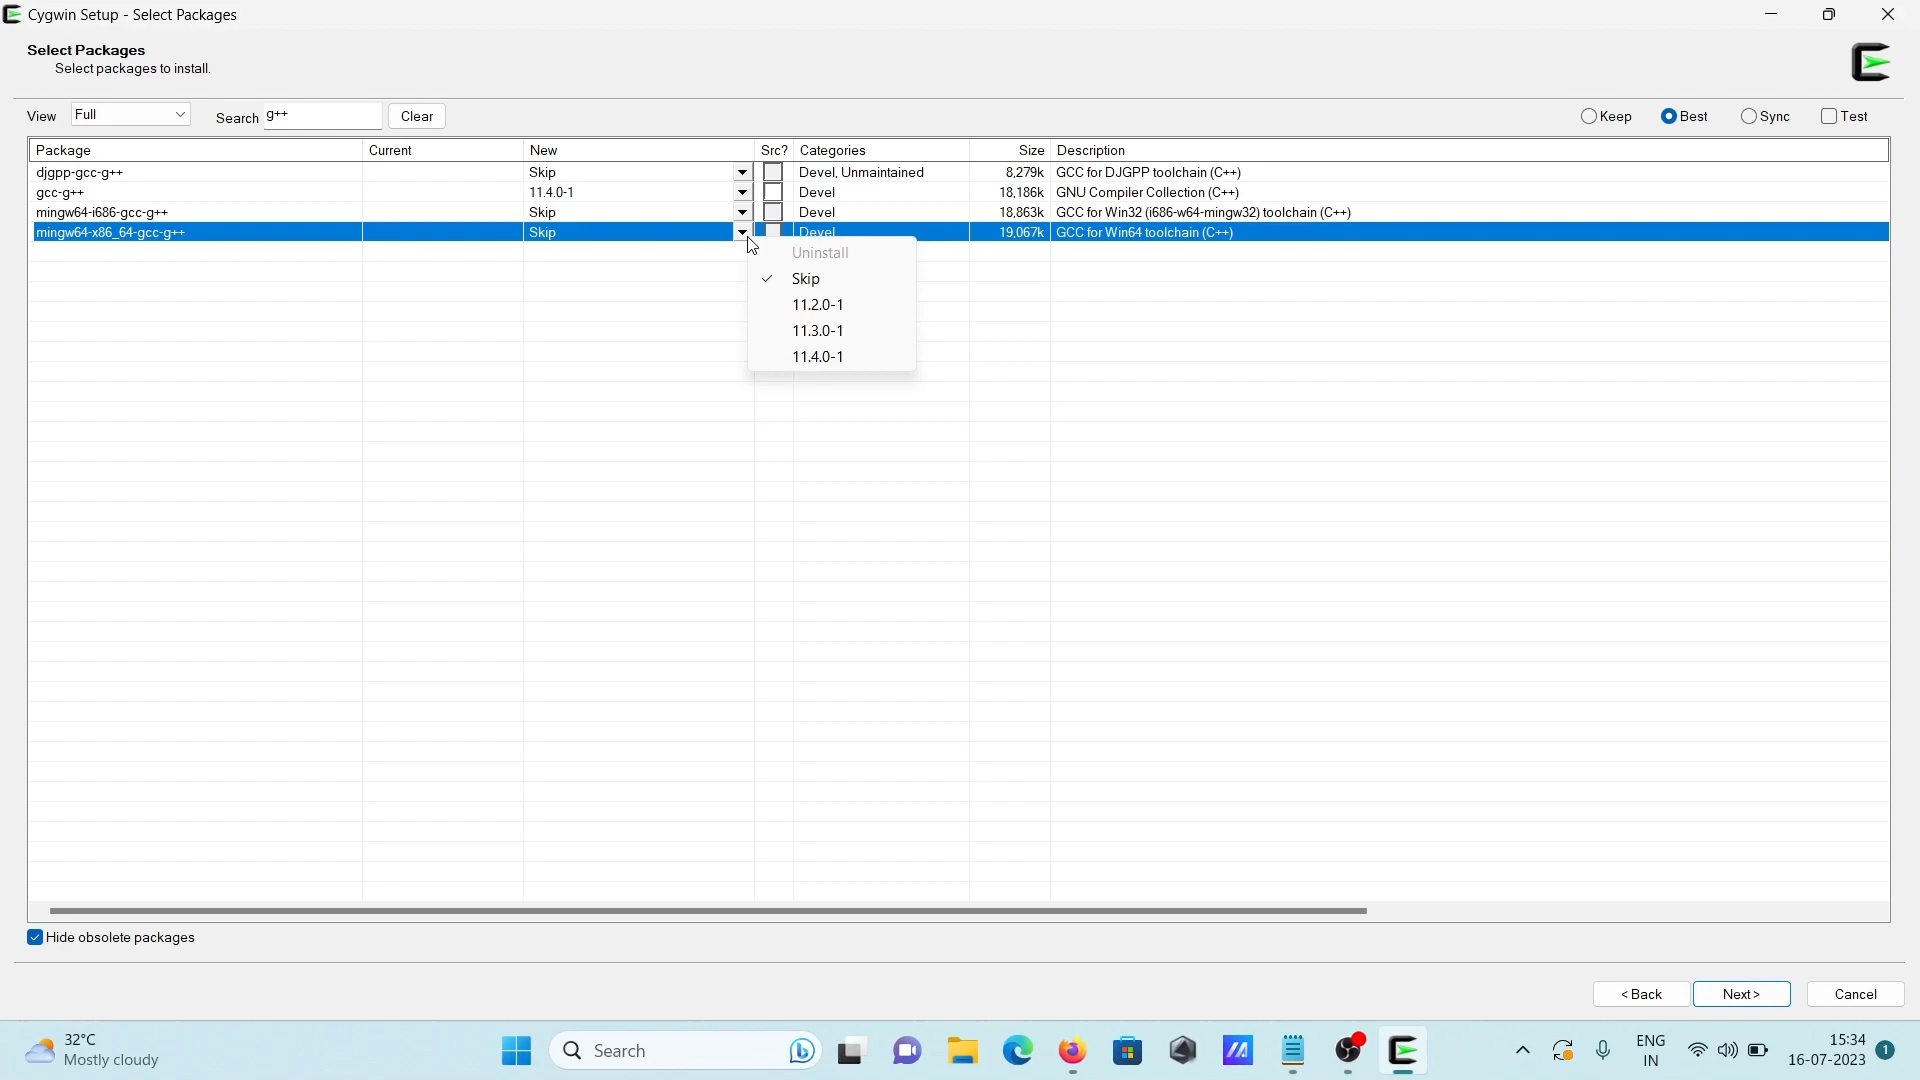 Cygwin Setup - Select Packages
Select Packages
Select packages to install.
View Full Search g++ Clear Keep Best Sync Test
Package Current New Src? Categories Size Description
djgpp-gcc-g++ Skip Devel, Unmaintained 8,279k GCC for DJGPP toolchain (C++)
gcc-g++ 11.4.0-1 Devel 18,186k GNU Compiler Collection (C++)
mingw64-i686-gcc-g++ Skip Devel 18,863k GCC for Win32 (i686-w64-mingw32) toolchain (C++)
mingw64-x86_64-gcc-g++ Skip Devel 19,067k GCC for Win64 toolchain (C++)
Uninstall
Skip
11.2.0-1
11.3.0-1
11.4.0-1
Hide obsolete packages
< Back Next > Cancel
32°C
Mostly cloudy
Search
ENG
IN
15:34
16-07-2023
1